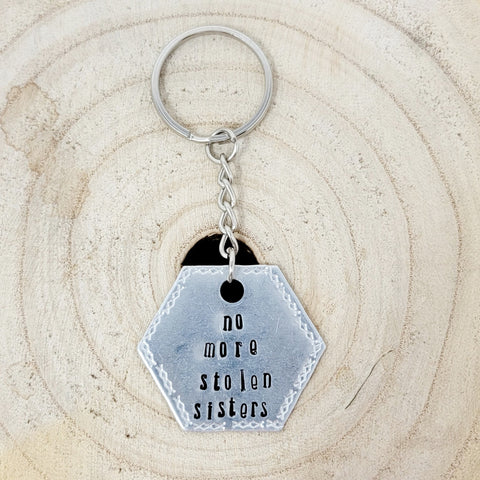 no
more
stolen
sisters